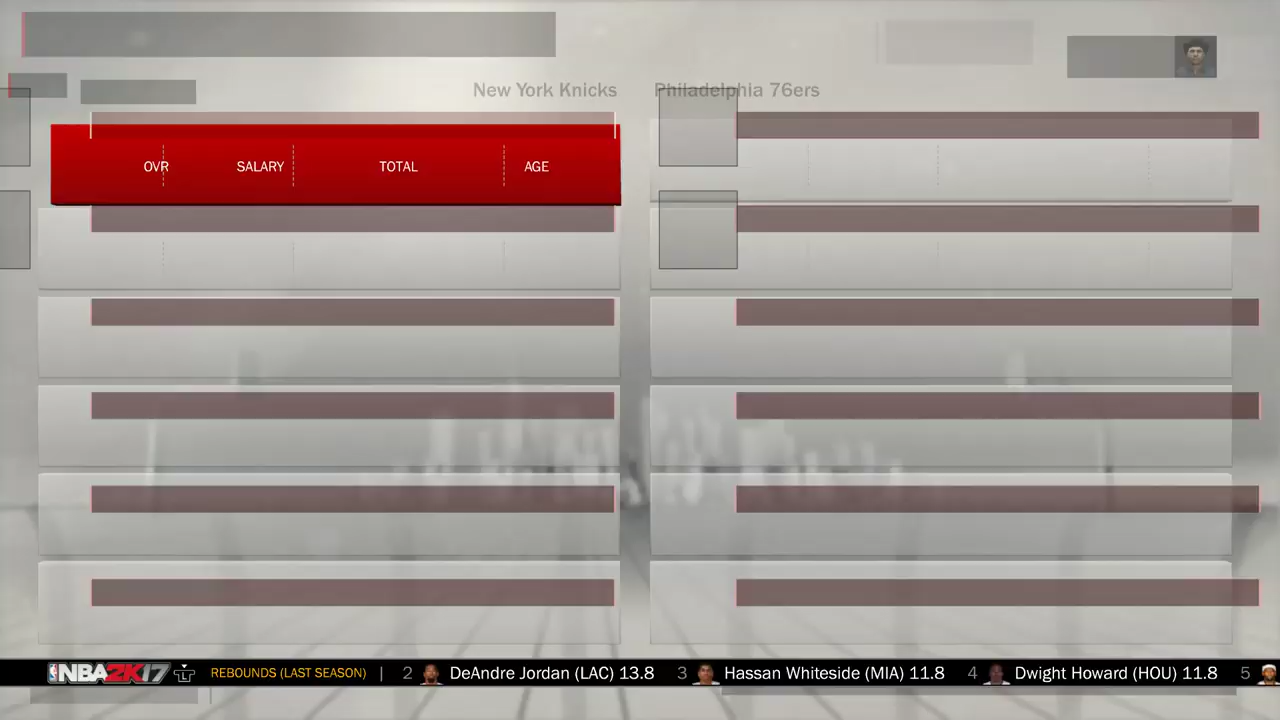 New York Knicks Philadelphia 76ers
OVR SALARY TOTAL AGE
NBA2K17 L REBOUNDS (LAST SEASON) | 2 DeAndre Jordan (LAC) 13.8 3 Hassan Whiteside (MIA) 11.8 4 Dwight Howard (HOU) 11.8 5